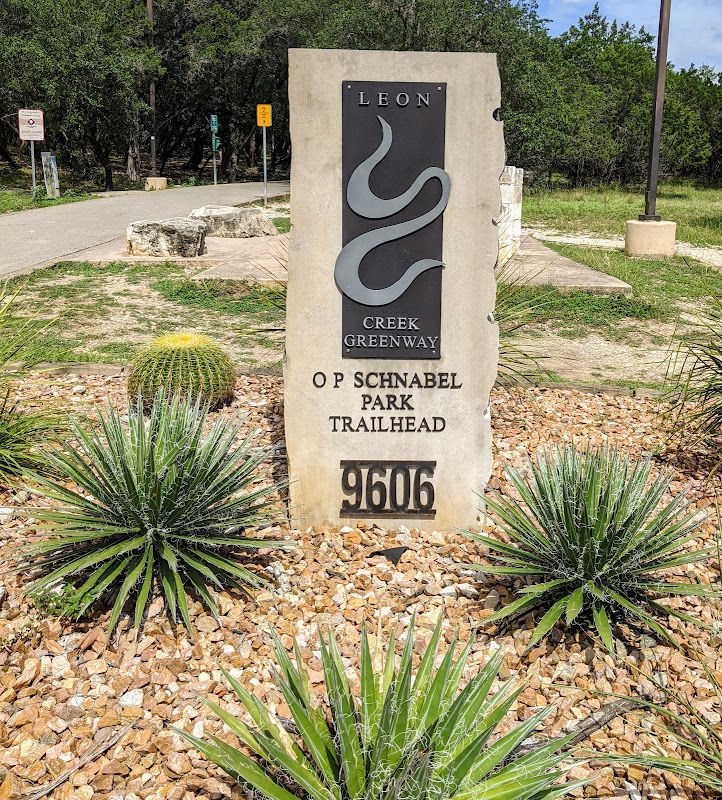 LEON
CREEK
GREENWAY
O P SCHNABEL
PARK
TRAILHEAD
9606